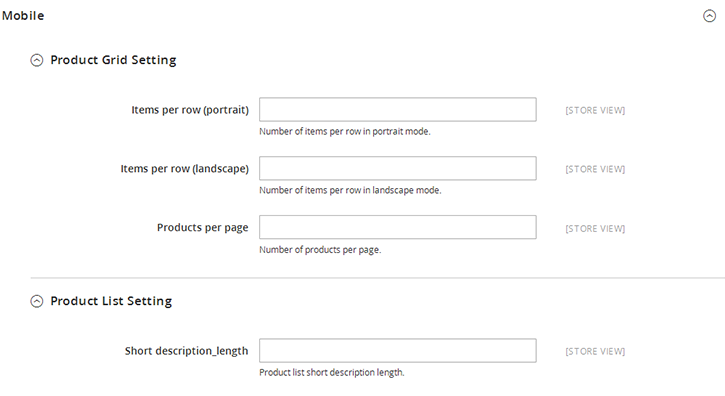 Mobile
Product Grid Setting
Items per row (portrait) [STORE VIEW]
Number of items per row in portrait mode.
Items per row (landscape) [STORE VIEW]
Number of items per row in landscape mode.
Products per page [STORE VIEW]
Number of products per page.
Product List Setting
Short description_length [STORE VIEW]
Product list short description length.